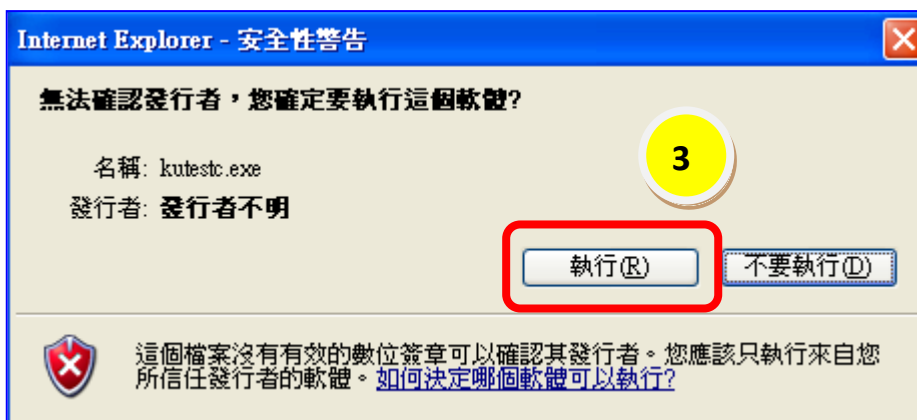 Internet Explorer - 安全性警告
無法確認發行者，您確定要執行這個軟體?
名稱: kutestc.exe
3
發行者: 發行者不明
執行(R)
不要執行(D)
這個檔案沒有有效的數位簽章可以確認其發行者。您應該只執行來自您
所信任發行者的軟體。如何決定哪個軟體可以執行?